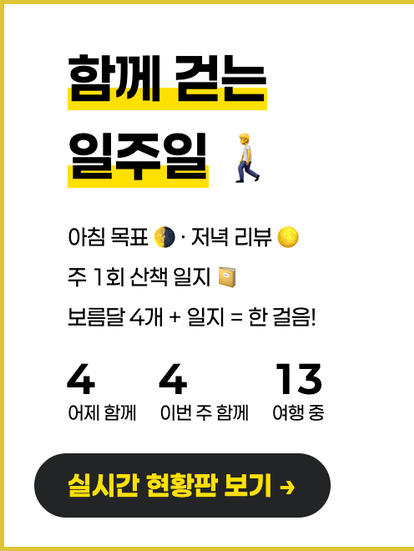 함께 걷는
일주일 🚶
아침 목표 🌗 · 저녁 리뷰 🌕
주 1회 산책 일지 📔
보름달 4개 + 일지 = 한 걸음!
4 4 13
어제 함께 이번 주 함께 여행 중
실시간 현황판 보기 →